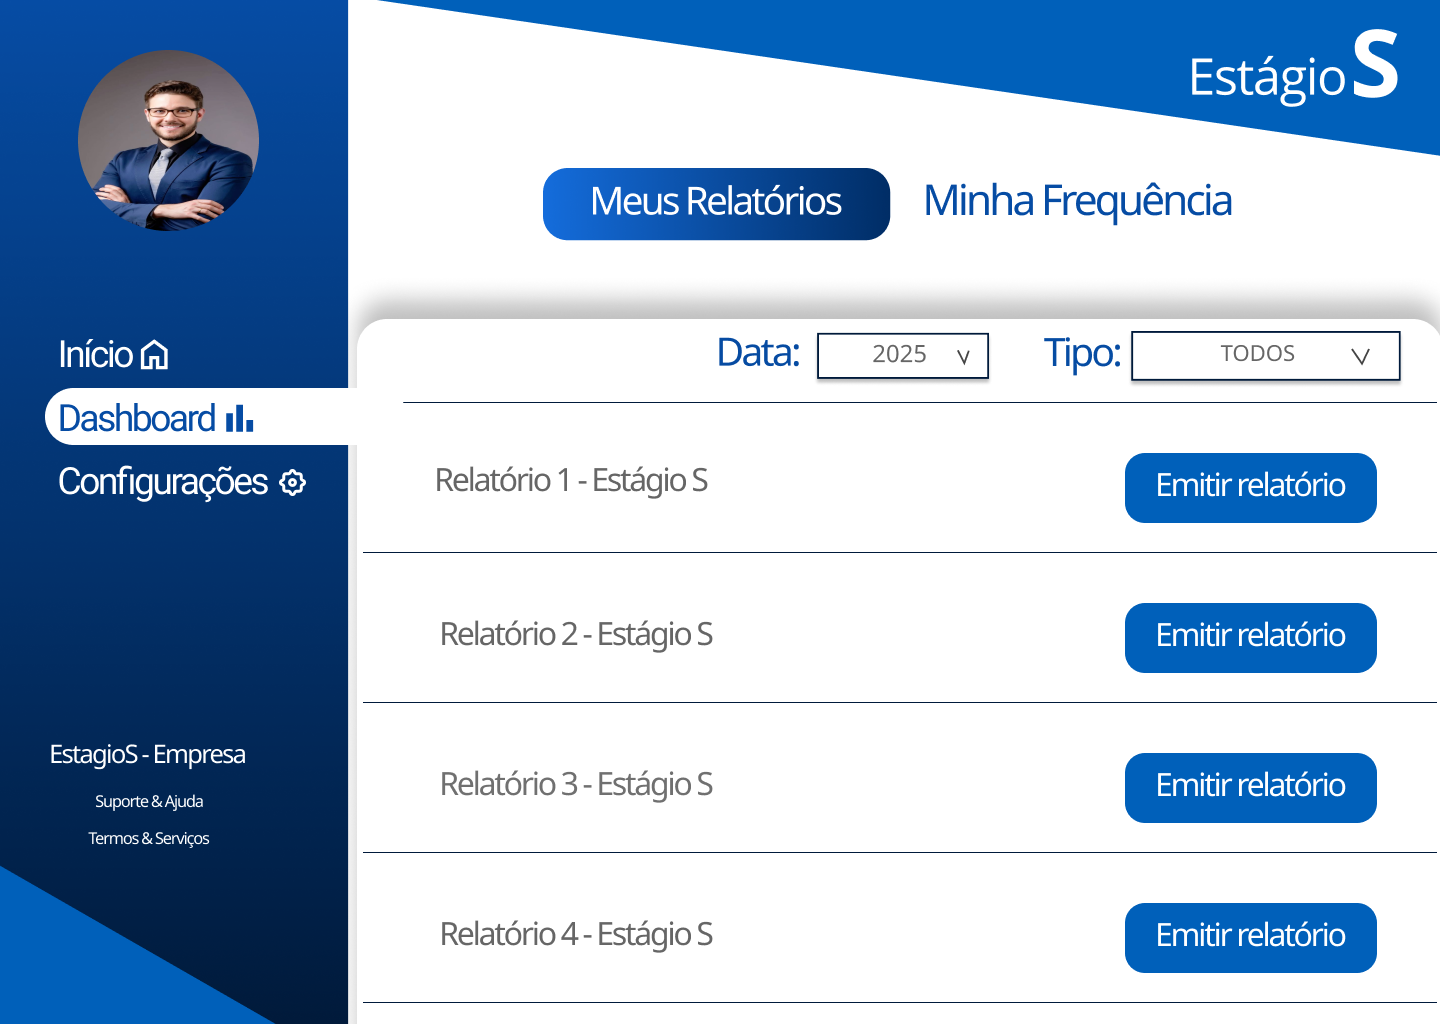 Estágio S
Meus Relatórios
Minha Frequência
Início
Dashboard
Configurações
EstagioS - Empresa
Suporte & Ajuda
Termos & Serviços
Data: 2025 Tipo: TODOS
Relatório 1 - Estágio S Emitir relatório
Relatório 2 - Estágio S Emitir relatório
Relatório 3 - Estágio S Emitir relatório
Relatório 4 - Estágio S Emitir relatório